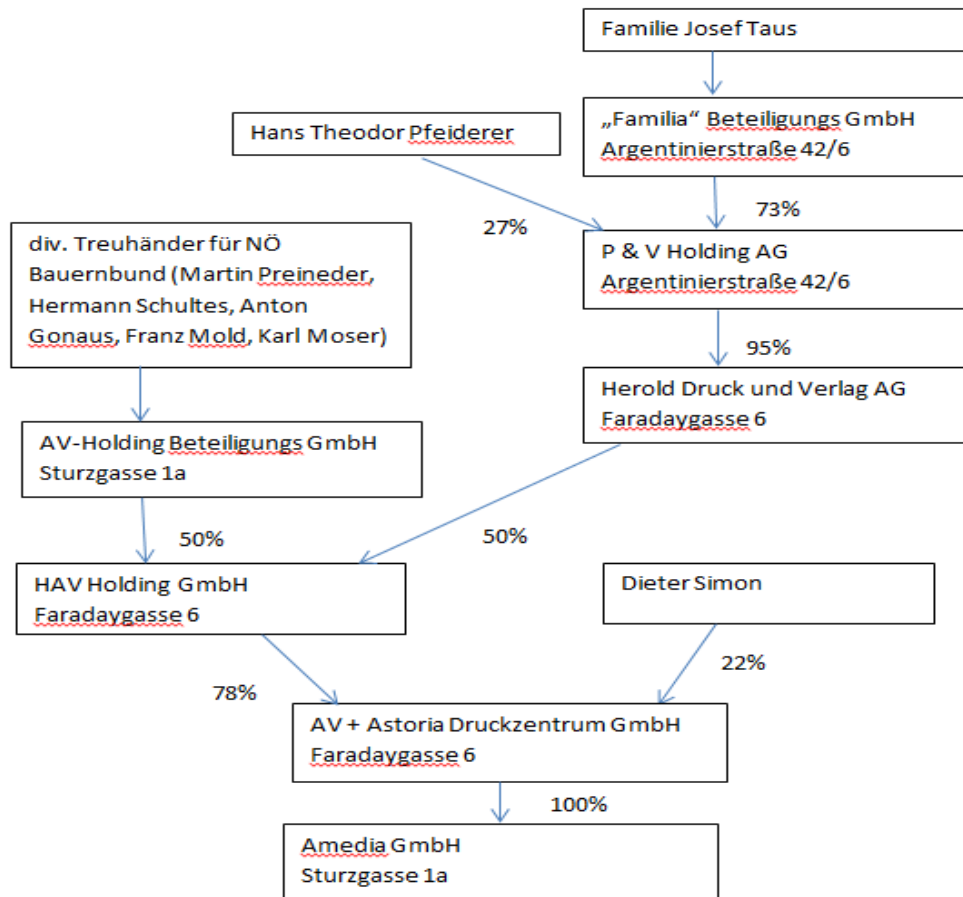 Familie Josef Taus
„Familia“ Beteiligungs GmbH
Argentinierstraße 42/6
Hans Theodor Pfeiderer
27%
73%
P & V Holding AG
Argentinierstraße 42/6
div. Treuhänder für NÖ
Bauernbund (Martin Preineder,
Hermann Schultes, Anton
Gonaus, Franz Mold, Karl Moser)
95%
Herold Druck und Verlag AG
Faradaygasse 6
AV-Holding Beteiligungs GmbH
Sturzgasse 1a
50%
50%
HAV Holding GmbH
Faradaygasse 6
Dieter Simon
78%
22%
AV + Astoria Druckzentrum GmbH
Faradaygasse 6
100%
Amedia GmbH
Sturzgasse 1a